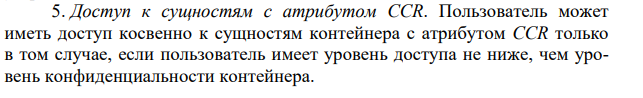 5. Доступ к сущностям с атрибутом CCR. Пользователь может
иметь доступ косвенно к сущностям контейнера с атрибутом CCR только
в том случае, если пользователь имеет уровень доступа не ниже, чем уро-
вень конфиденциальности контейнера.